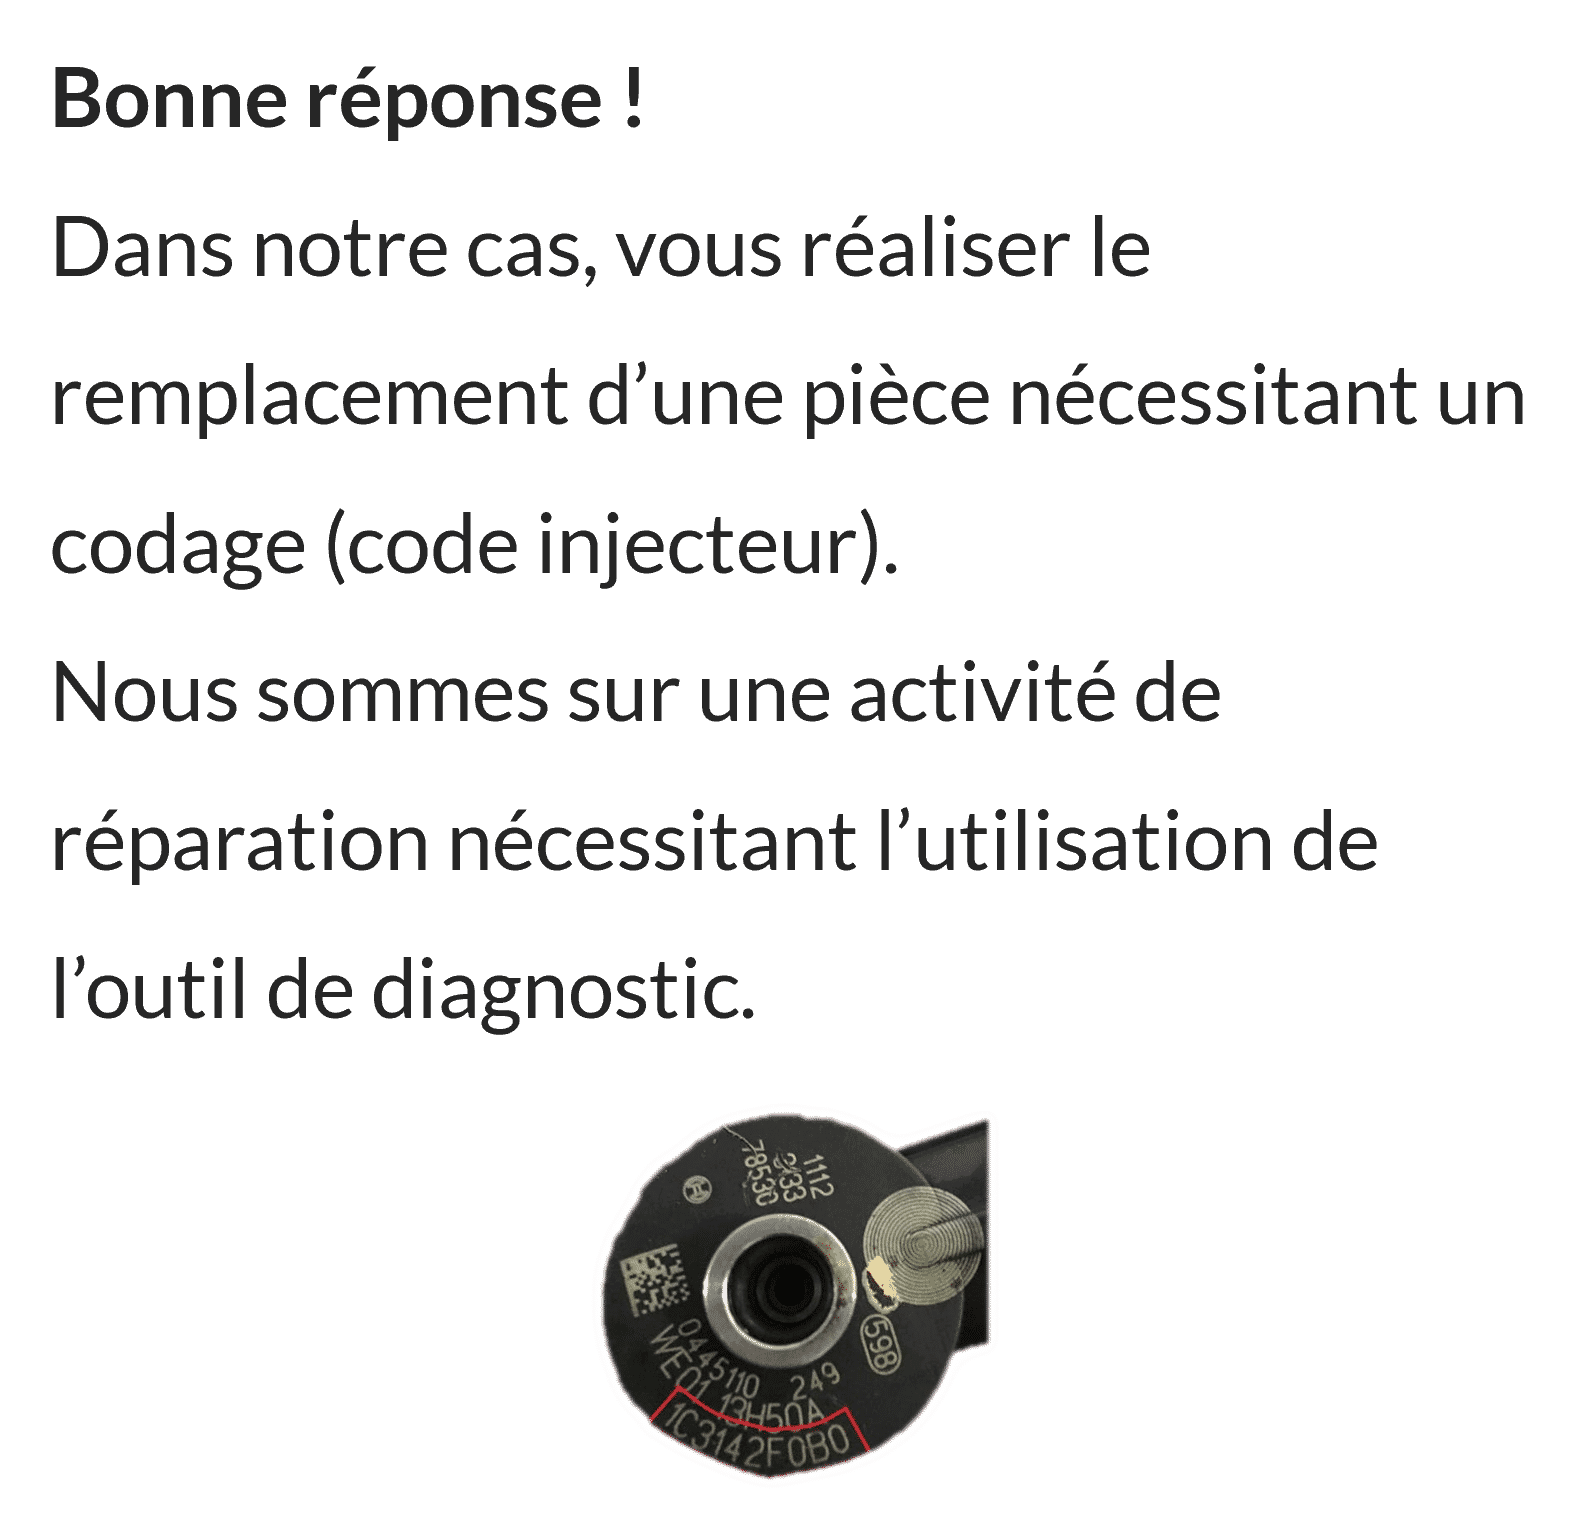 Bonne réponse !
Dans notre cas, vous réaliser le
remplacement d’une pièce nécessitant un
codage (code injecteur).
Nous sommes sur une activité de
réparation nécessitant l’utilisation de
l’outil de diagnostic.
1112
2133
78530
598
0445110 249
WE01 13H50A
1C3142F0B0